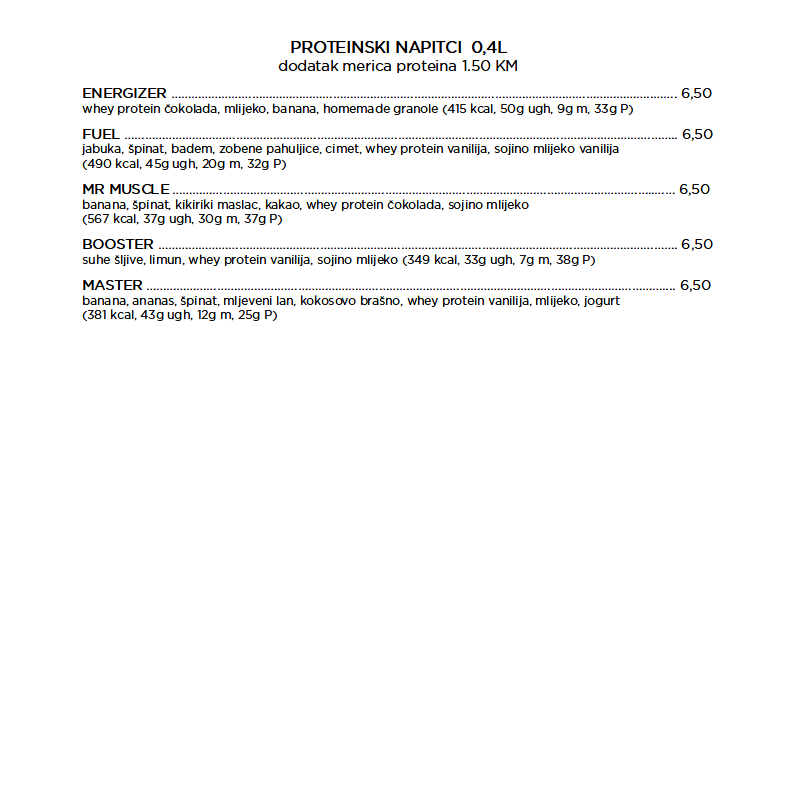 PROTEINSKI NAPITCI 0,4L
dodatak merica proteina 1.50 KM
ENERGIZER ........................................ 6,50
whey protein čokolada, mlijeko, banana, homemade granole (415 kcal, 50g ugh, 9g m, 33g P)
FUEL ........................................ 6,50
jabuka, špinat, badem, zobene pahuljice, cimet, whey protein vanilija, sojino mlijeko vanilija
(490 kcal, 45g ugh, 20g m, 32g P)
MR MUSCLE ........................................ 6,50
banana, špinat, kikiriki maslac, kakao, whey protein čokolada, sojino mlijeko
(567 kcal, 37g ugh, 30g m, 37g P)
BOOSTER ........................................ 6,50
suhe šljive, limun, whey protein vanilija, sojino mlijeko (349 kcal, 33g ugh, 7g m, 38g P)
MASTER ........................................ 6,50
banana, ananas, špinat, mljeveni lan, kokosovo brašno, whey protein vanilija, mlijeko, jogurt
(381 kcal, 43g ugh, 12g m, 25g P)